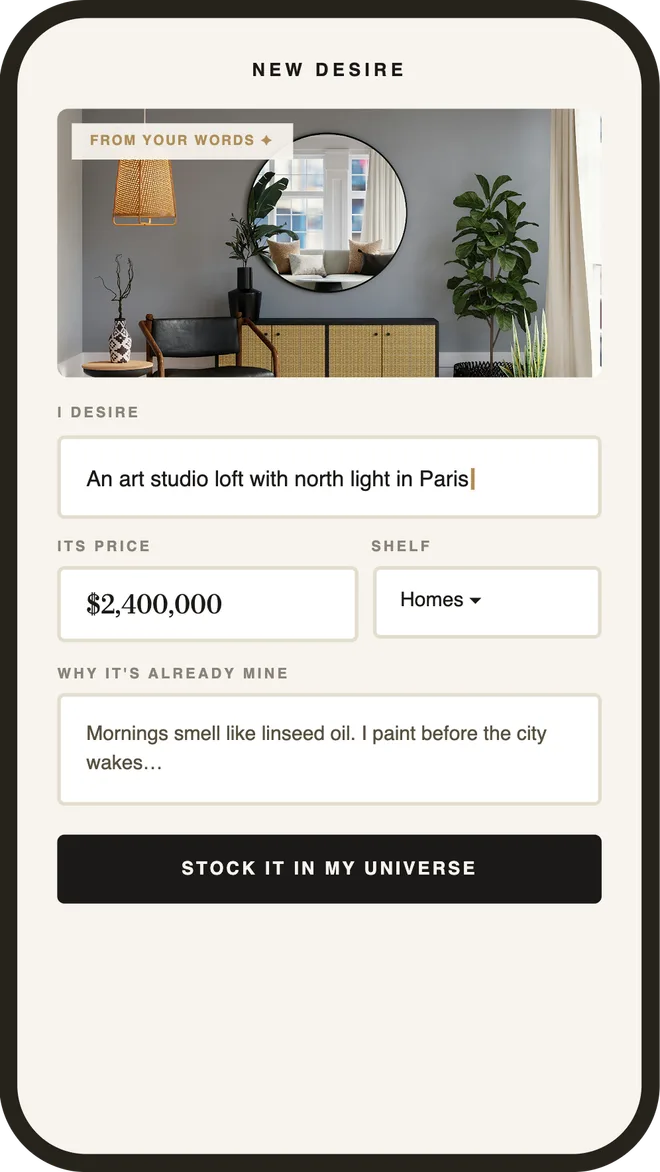 NEW DESIRE
FROM YOUR WORDS ✦
I DESIRE
An art studio loft with north light in Paris
ITS PRICE
SHELF
$2,400,000
Homes
WHY IT'S ALREADY MINE
Mornings smell like linseed oil. I paint before the city
wakes…
STOCK IT IN MY UNIVERSE